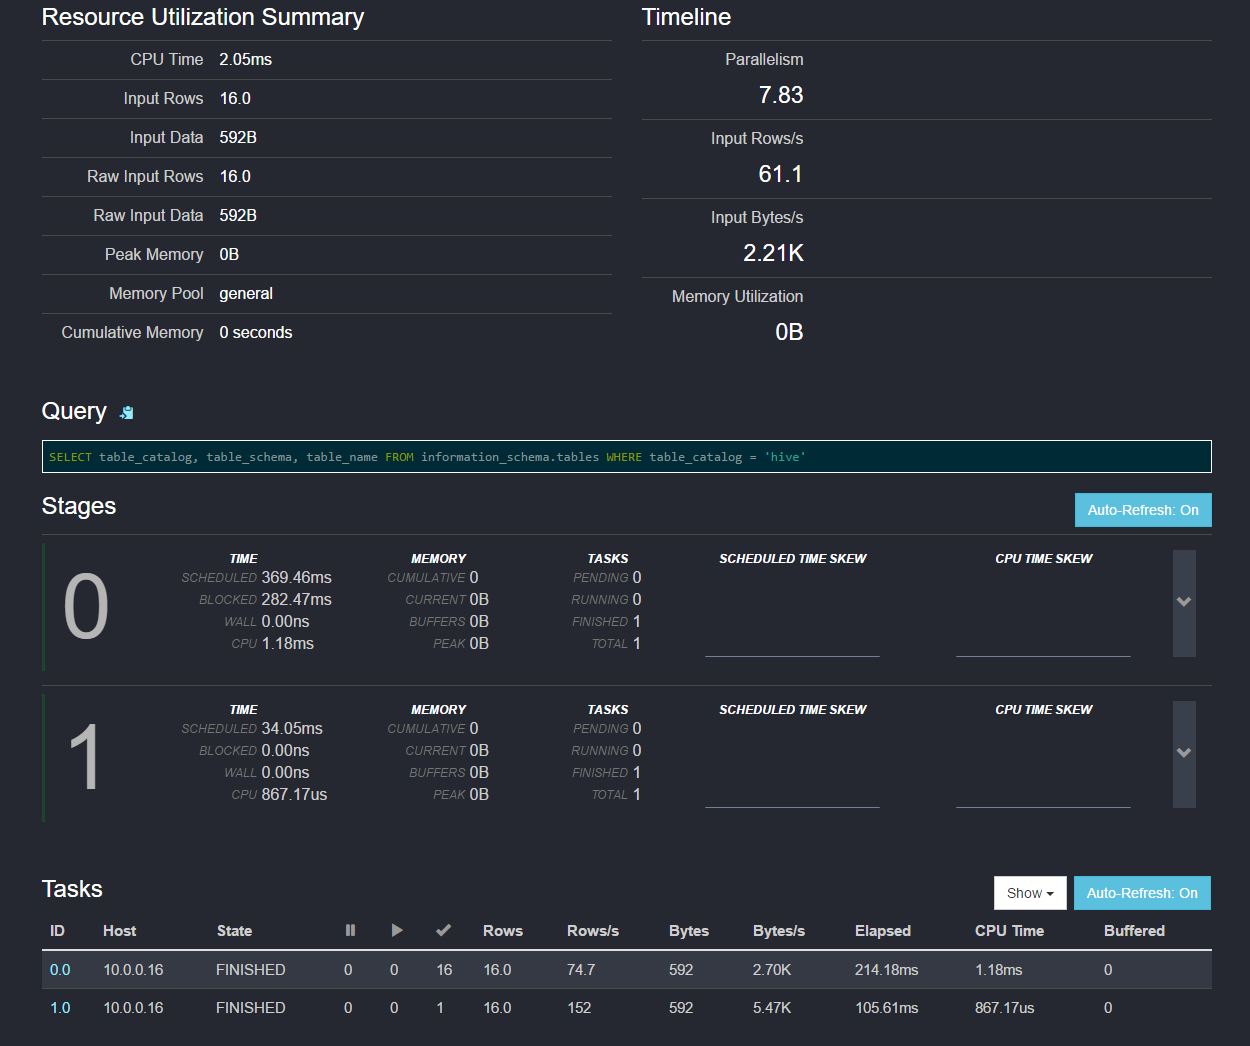 Resource Utilization Summary
CPU Time 2.05ms
Input Rows 16.0
Input Data 592B
Raw Input Rows 16.0
Raw Input Data 592B
Peak Memory 0B
Memory Pool general
Cumulative Memory 0 seconds
Timeline
Parallelism
7.83
Input Rows/s
61.1
Input Bytes/s
2.21K
Memory Utilization
0B
Query
SELECT table_catalog, table_schema, table_name FROM information_schema.tables WHERE table_catalog = 'hive'
Stages Auto-Refresh: On
0
TIME MEMORY TASKS SCHEDULED TIME SKEW CPU TIME SKEW
SCHEDULED 369.46ms CUMULATIVE 0 PENDING 0
BLOCKED 282.47ms CURRENT 0B RUNNING 0
WALL 0.00ns BUFFERS 0B FINISHED 1
CPU 1.18ms PEAK 0B TOTAL 1
1
TIME MEMORY TASKS SCHEDULED TIME SKEW CPU TIME SKEW
SCHEDULED 34.05ms CUMULATIVE 0 PENDING 0
BLOCKED 0.00ns CURRENT 0B RUNNING 0
WALL 0.00ns BUFFERS 0B FINISHED 1
CPU 867.17us PEAK 0B TOTAL 1
Tasks Show Auto-Refresh: On
ID Host State Rows Rows/s Bytes Bytes/s Elapsed CPU Time Buffered
0.0 10.0.0.16 FINISHED 0 0 16 16.0 74.7 592 2.70K 214.18ms 1.18ms 0
1.0 10.0.0.16 FINISHED 0 0 1 16.0 152 592 5.47K 105.61ms 867.17us 0